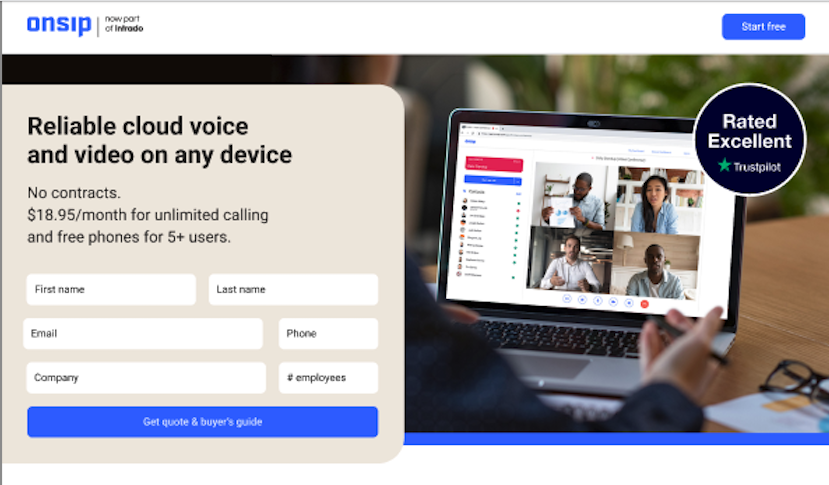 onsip
now part
of Intrado
Start free
Reliable cloud voice
and video on any device
No contracts.
$18.95/month for unlimited calling
and free phones for 5+ users.
First name
Last name
Email
Phone
Company
# employees
Get quote & buyer's guide
Rated
Excellent
Trustpilot